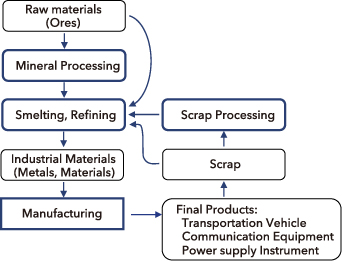 Raw materials
(Ores)
Mineral Processing
Smelting, Refining
Scrap Processing
Industrial Materials
(Metals, Materials)
Scrap
Manufacturing
Final Products:
Transportation Vehicle
Communication Equipment
Power supply Instrument